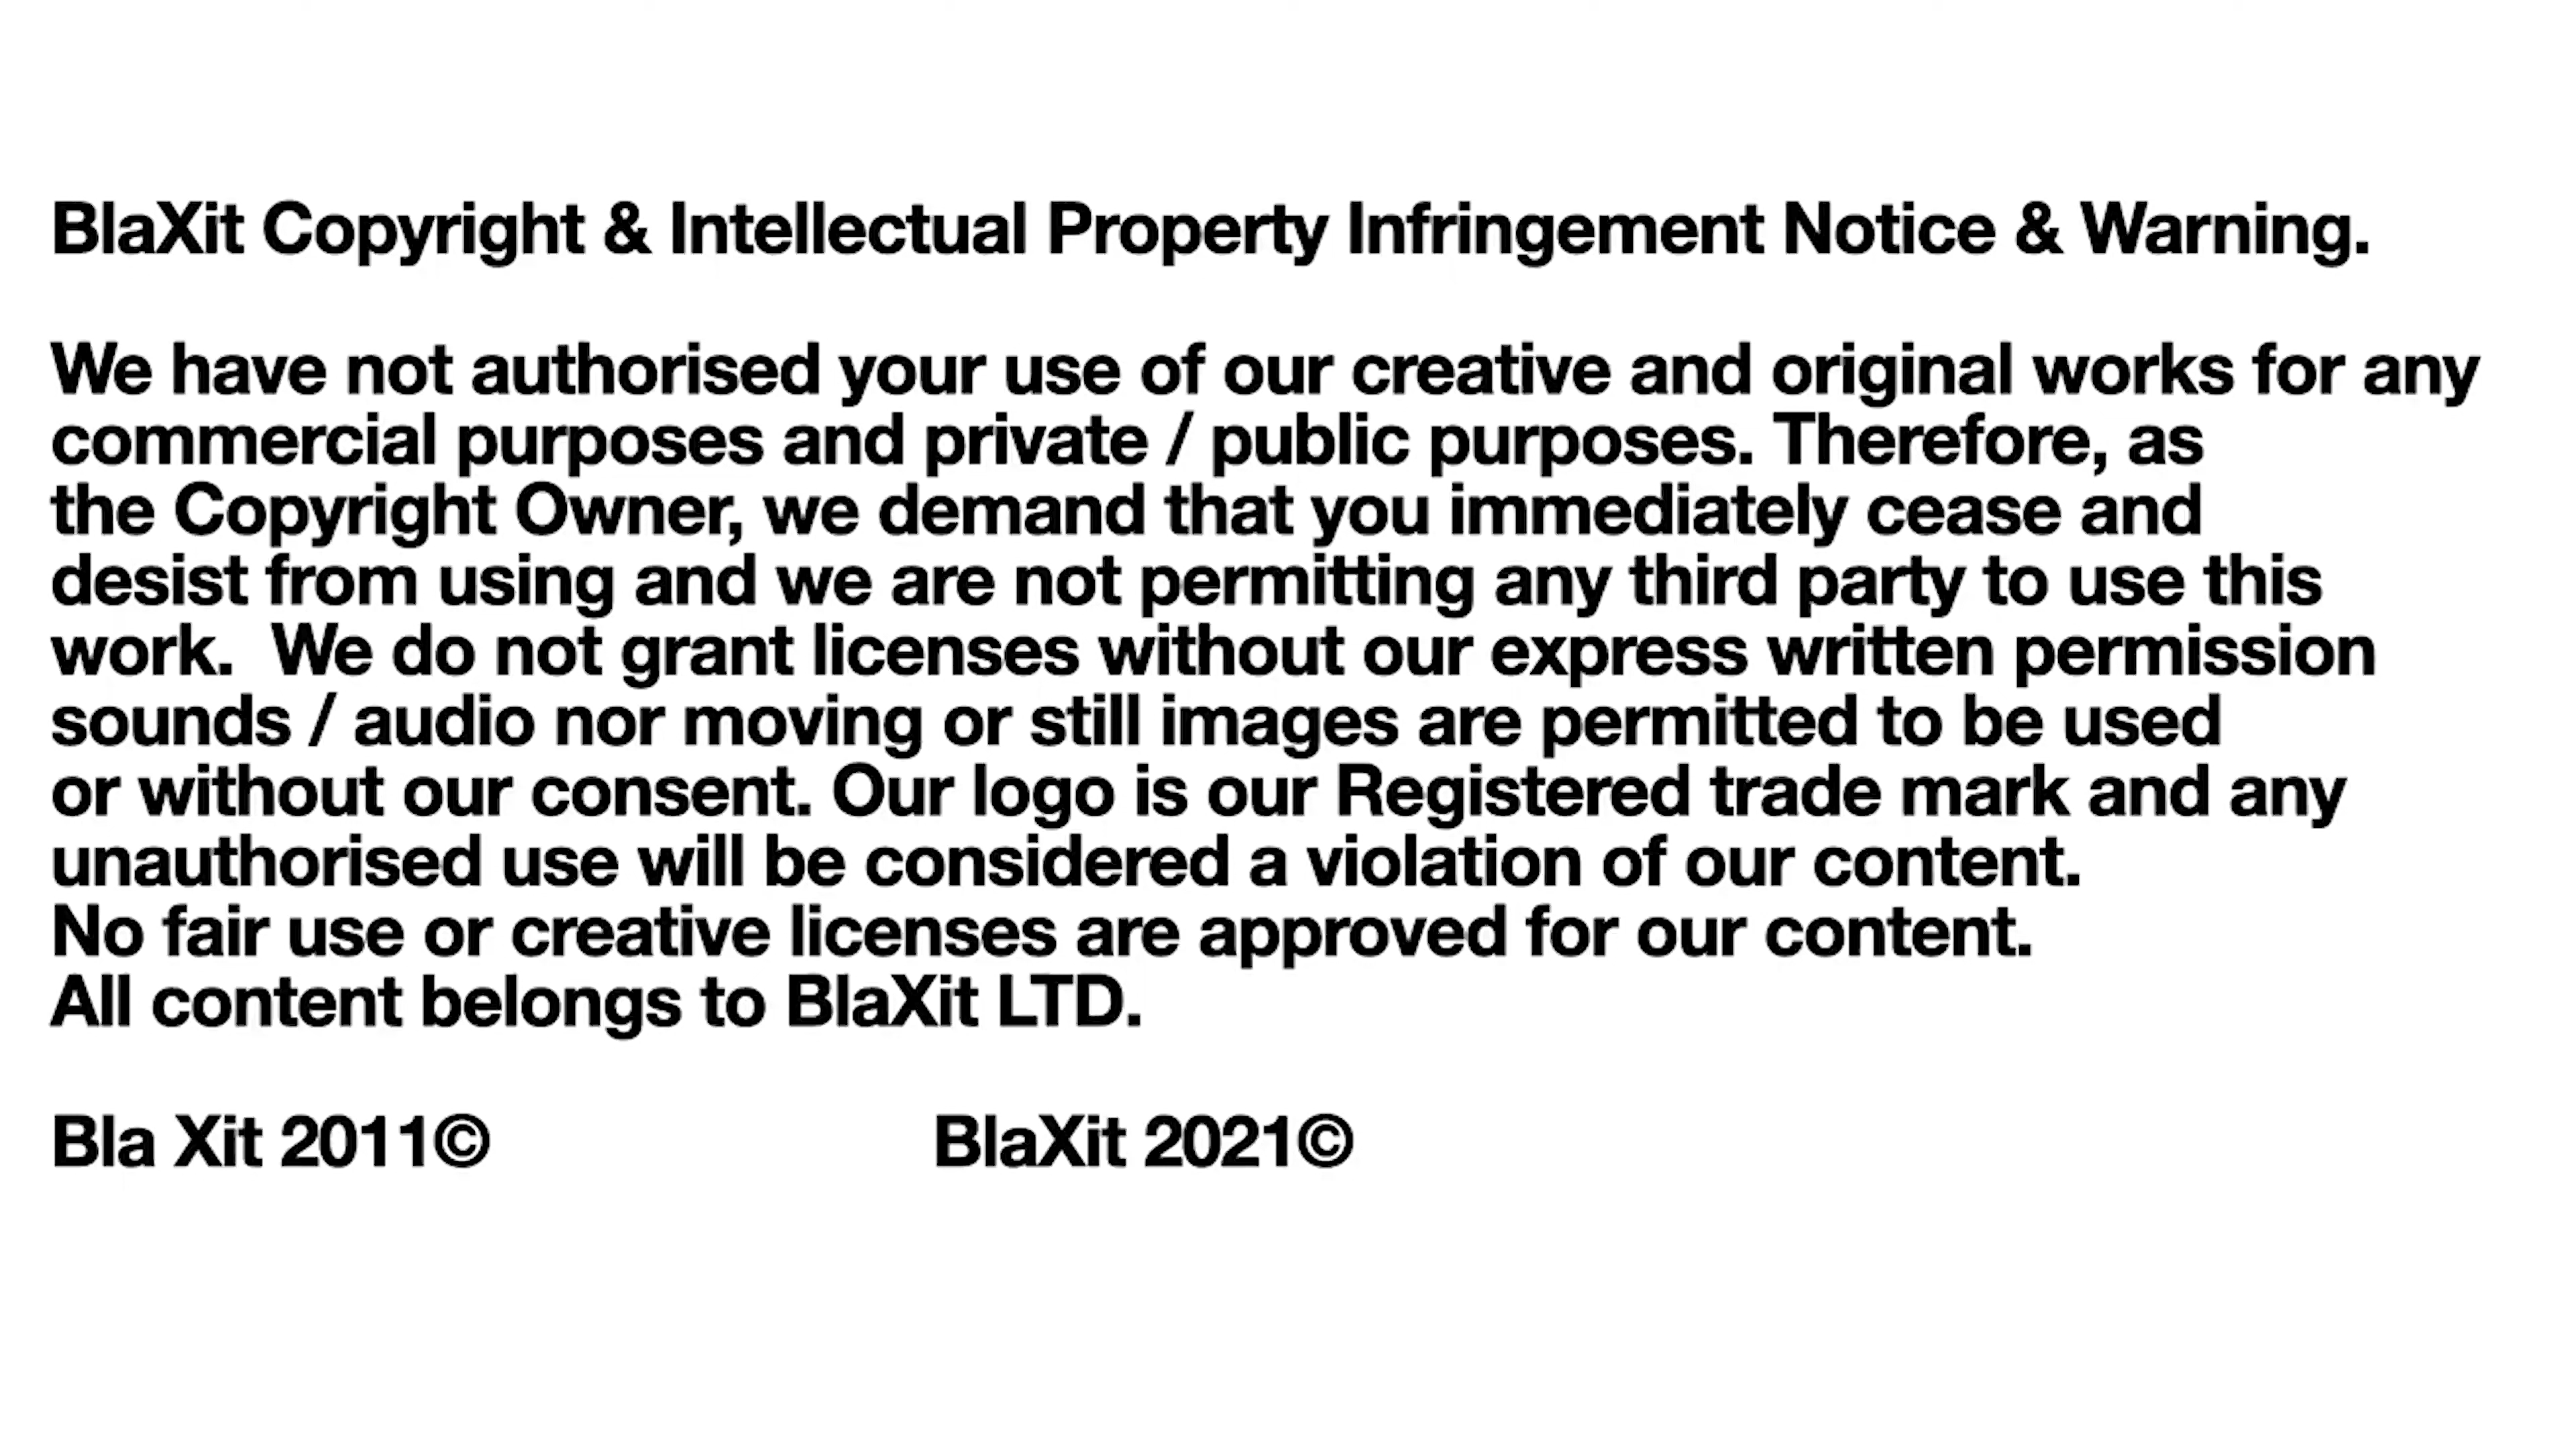 BlaXit Copyright & Intellectual Property Infringement Notice & Warning.
We have not authorised your use of our creative and original works for any
commercial purposes and private / public purposes. Therefore, as
the Copyright Owner, we demand that you immediately cease and
desist from using and we are not permitting any third party to use this
work.  We do not grant licenses without our express written permission
sounds / audio nor moving or still images are permitted to be used
or without our consent. Our logo is our Registered trade mark and any
unauthorised use will be considered a violation of our content.
No fair use or creative licenses are approved for our content.
All content belongs to BlaXit LTD.
Bla Xit 2011© BlaXit 2021©